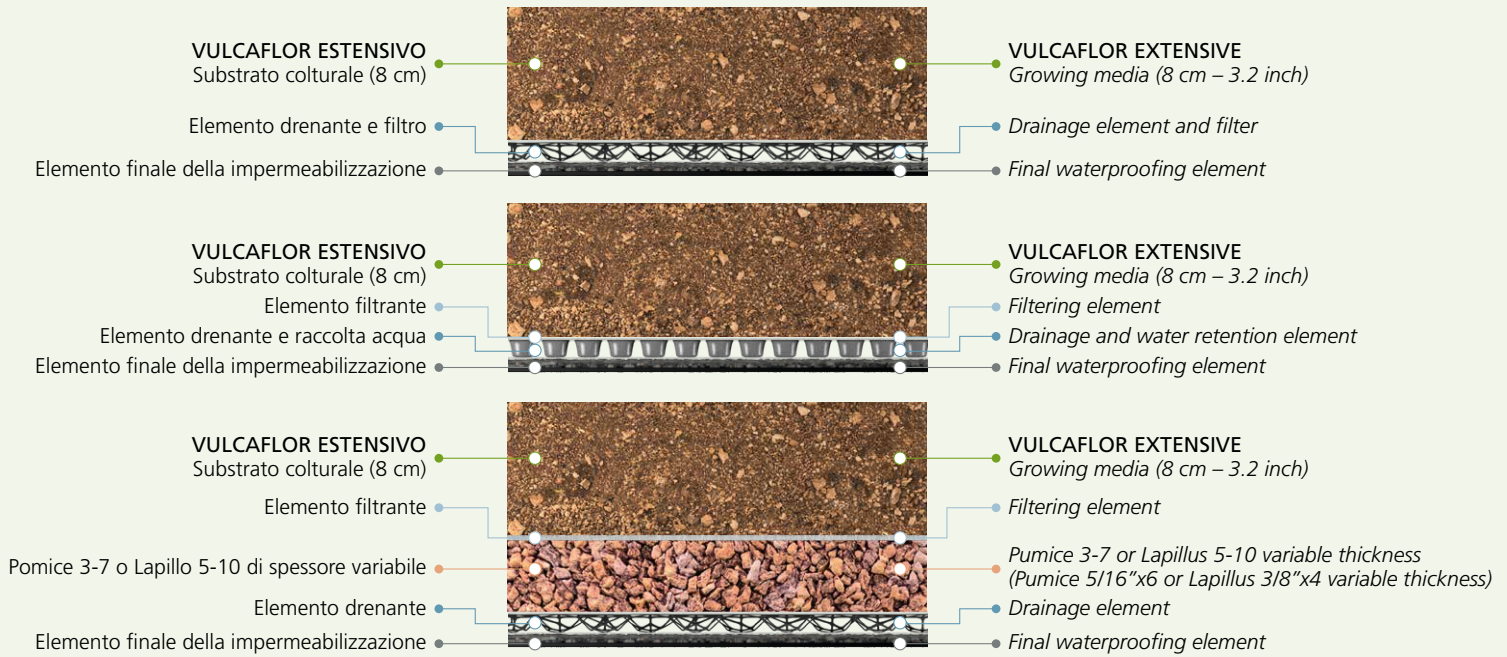 VULCAFLOR ESTENSIVO
Substrato colturale (8 cm)
Elemento drenante e filtro
Elemento finale della impermeabilizzazione
VULCAFLOR EXTENSIVE
Growing media (8 cm – 3.2 inch)
Drainage element and filter
Final waterproofing element
VULCAFLOR ESTENSIVO
Substrato colturale (8 cm)
Elemento filtrante
Elemento drenante e raccolta acqua
Elemento finale della impermeabilizzazione
VULCAFLOR EXTENSIVE
Growing media (8 cm – 3.2 inch)
Filtering element
Drainage and water retention element
Final waterproofing element
VULCAFLOR ESTENSIVO
Substrato colturale (8 cm)
Elemento filtrante
Pomice 3-7 o Lapillo 5-10 di spessore variabile
Elemento drenante
Elemento finale della impermeabilizzazione
VULCAFLOR EXTENSIVE
Growing media (8 cm – 3.2 inch)
Filtering element
Pumice 3-7 or Lapillus 5-10 variable thickness
(Pumice 5/16”x6 or Lapillus 3/8”x4 variable thickness)
Drainage element
Final waterproofing element